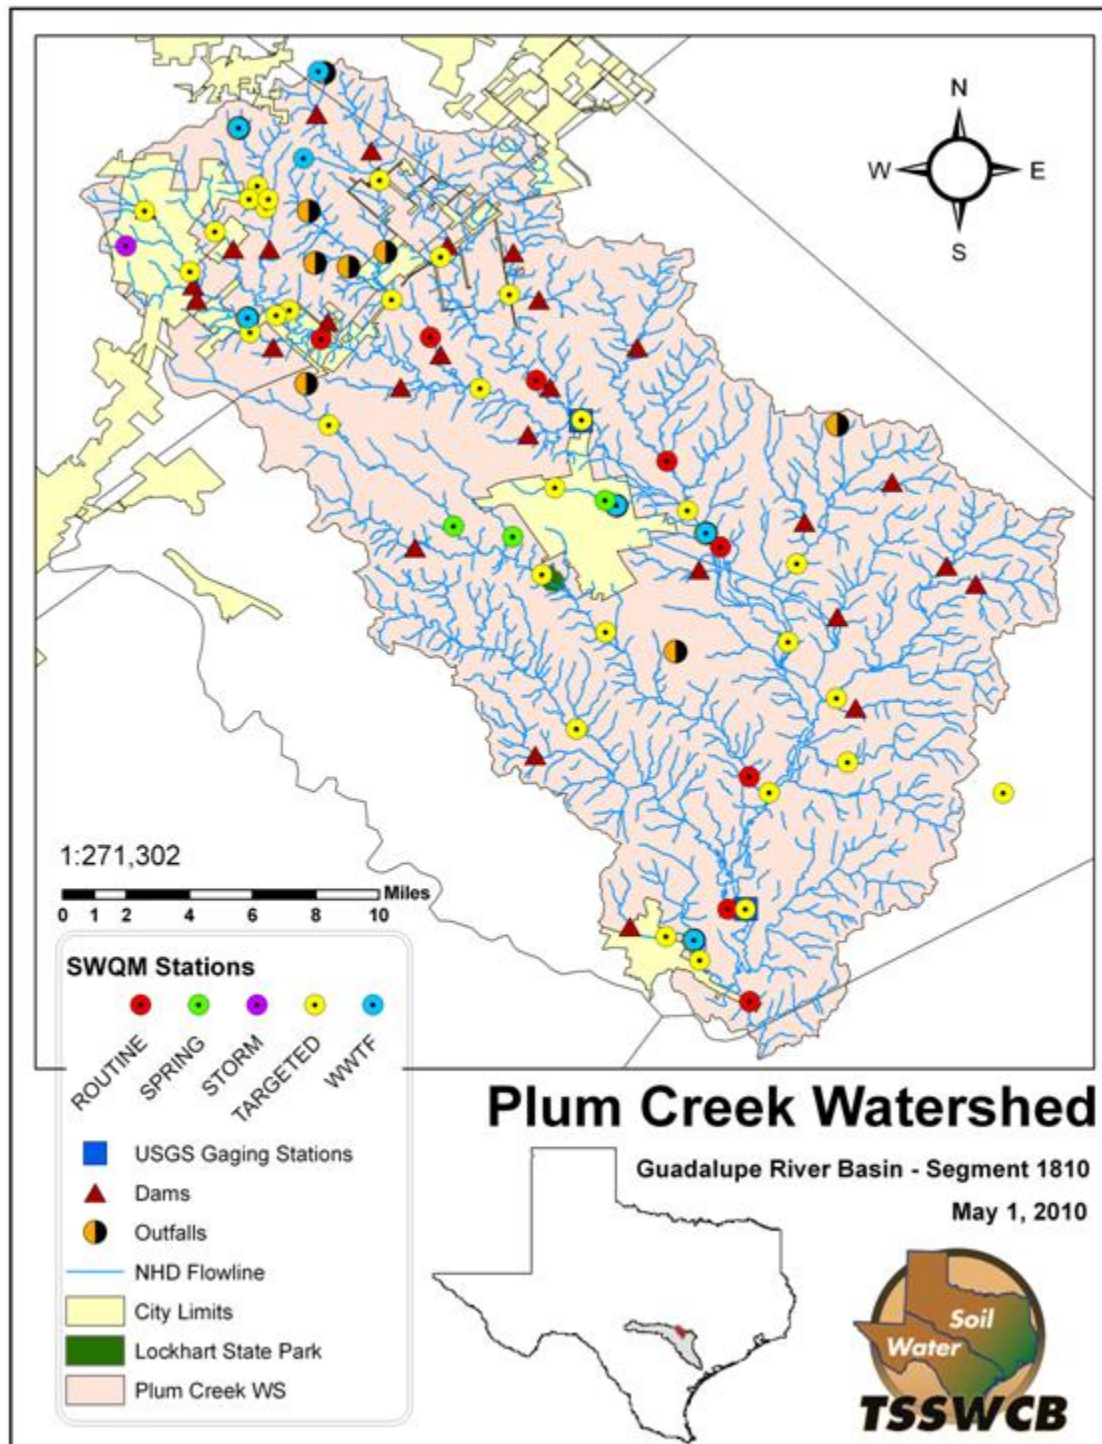 N
W E
S
1:271,302
Miles
0 1 2 4 6 8 10
SWQM Stations
ROUTINE
SPRING
STORM
TARGETED
WWTF
USGS Gaging Stations
Dams
Outfalls
NHD Flowline
City Limits
Lockhart State Park
Plum Creek WS
Plum Creek Watershed
Guadalupe River Basin - Segment 1810
May 1, 2010
Soil
Water
TSSWCB